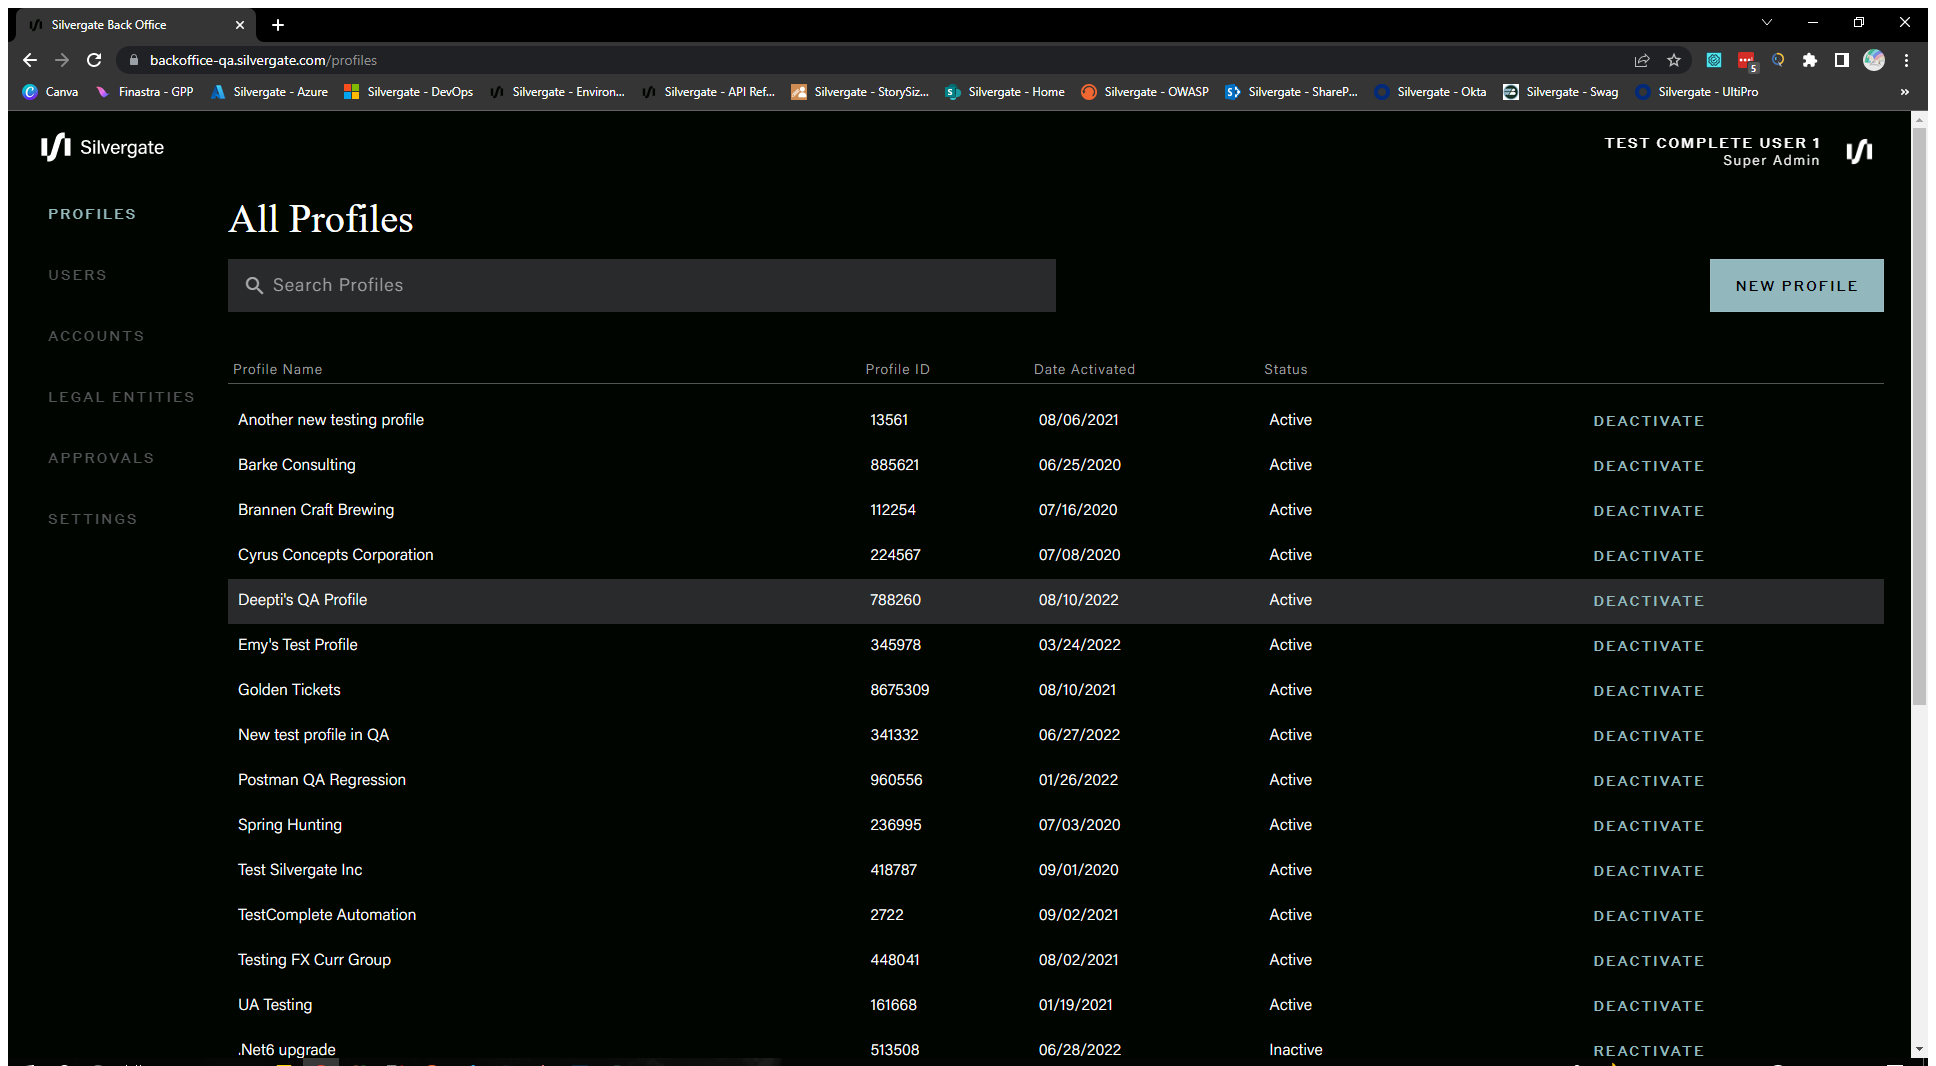 Silvergate Back Office
backoffice-qa.silvergate.com/profiles
5
Canva Finastra - GPP Silvergate - Azure Silvergate - DevOps Silvergate - Environ... Silvergate - API Ref... Silvergate - StorySiz... Silvergate - Home Silvergate - OWASP Silvergate - ShareP... Silvergate - Okta Silvergate - Swag Silvergate - UltiPro »
Silvergate
TEST COMPLETE USER 1
Super Admin
PROFILES
USERS
ACCOUNTS
LEGAL ENTITIES
APPROVALS
SETTINGS
All Profiles
Search Profiles
NEW PROFILE
Profile Name Profile ID Date Activated Status
Another new testing profile 13561 08/06/2021 Active DEACTIVATE
Barke Consulting 885621 06/25/2020 Active DEACTIVATE
Brannen Craft Brewing 112254 07/16/2020 Active DEACTIVATE
Cyrus Concepts Corporation 224567 07/08/2020 Active DEACTIVATE
Deepti's QA Profile 788260 08/10/2022 Active DEACTIVATE
Emy's Test Profile 345978 03/24/2022 Active DEACTIVATE
Golden Tickets 8675309 08/10/2021 Active DEACTIVATE
New test profile in QA 341332 06/27/2022 Active DEACTIVATE
Postman QA Regression 960556 01/26/2022 Active DEACTIVATE
Spring Hunting 236995 07/03/2020 Active DEACTIVATE
Test Silvergate Inc 418787 09/01/2020 Active DEACTIVATE
TestComplete Automation 2722 09/02/2021 Active DEACTIVATE
Testing FX Curr Group 448041 08/02/2021 Active DEACTIVATE
UA Testing 161668 01/19/2021 Active DEACTIVATE
.Net6 upgrade 513508 06/28/2022 Inactive REACTIVATE